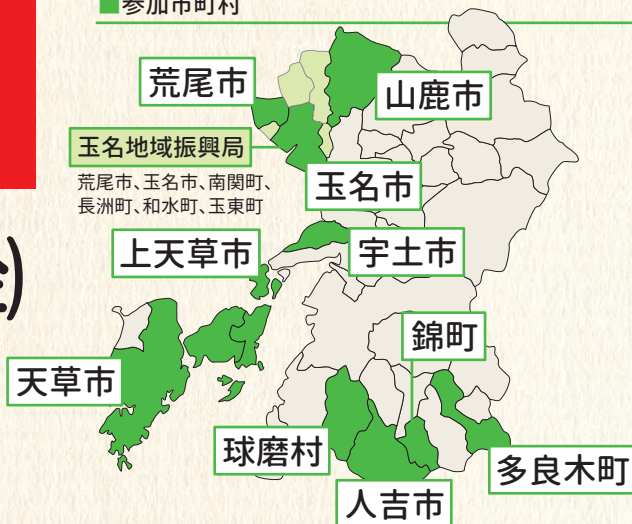 ■参加市町村
荒尾市
山鹿市
玉名地域振興局
荒尾市、玉名市、南関町、
長洲町、和水町、玉東町
玉名市
上天草市
宇土市
錦町
天草市
球磨村
多良木町
人吉市